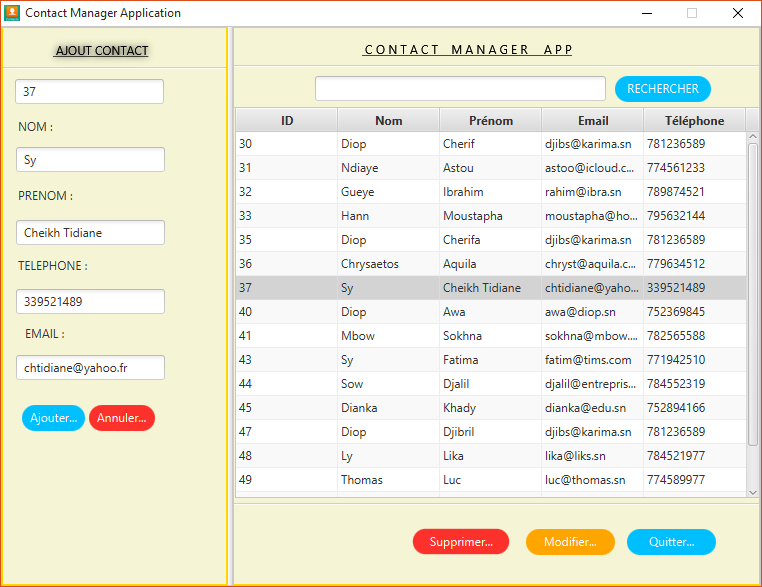 Contact Manager Application
AJOUT CONTACT
37
NOM :
Sy
PRENOM :
Cheikh Tidiane
TELEPHONE :
339521489
EMAIL :
chtidiane@yahoo.fr
Ajouter... Annuler...
CONTACT MANAGER APP
RECHERCHER
ID Nom Prénom Email Téléphone
30 Diop Cherif djibs@karima.sn 781236589
31 Ndiaye Astou astoo@icloud.c... 774561233
32 Gueye Ibrahim rahim@ibra.sn 789874521
33 Hann Moustapha moustapha@ho... 795632144
35 Diop Cherifa djibs@karima.sn 781236589
36 Chrysaetos Aquila chryst@aquila.c... 779634512
37 Sy Cheikh Tidiane chtidiane@yaho... 339521489
40 Diop Awa awa@diop.sn 752369845
41 Mbow Sokhna sokhna@mbow.... 782565588
43 Sy Fatima fatim@tims.com 771942510
44 Sow Djalil djalil@entrepris... 784552319
45 Dianka Khady dianka@edu.sn 752894166
47 Diop Djibril djibs@karima.sn 781236589
48 Ly Lika lika@liks.sn 784521977
49 Thomas Luc luc@thomas.sn 774589977
Supprimer... Modifier... Quitter...